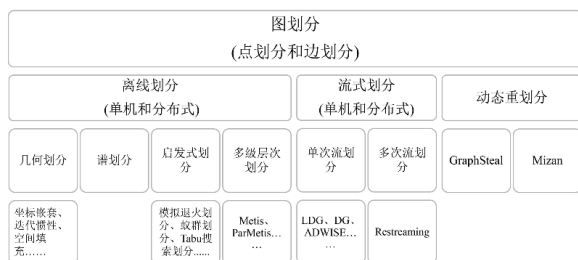 图划分
(点划分和边划分)
离线划分
(单机和分布式)
流式划分
(单机和分布式)
动态重划分
几何划分
谱划分
启发式划
分
多级层次
划分
单次流划
分
多次流划
分
GraphSteal
Mizan
坐标嵌套、
迭代惯性、
空间填
充……
模拟退火划
分、蚁群划
分、Tabu搜
索划分......
Metis、
ParMetis…
…
LDG、DG、
ADWISE…
…
Restreaming